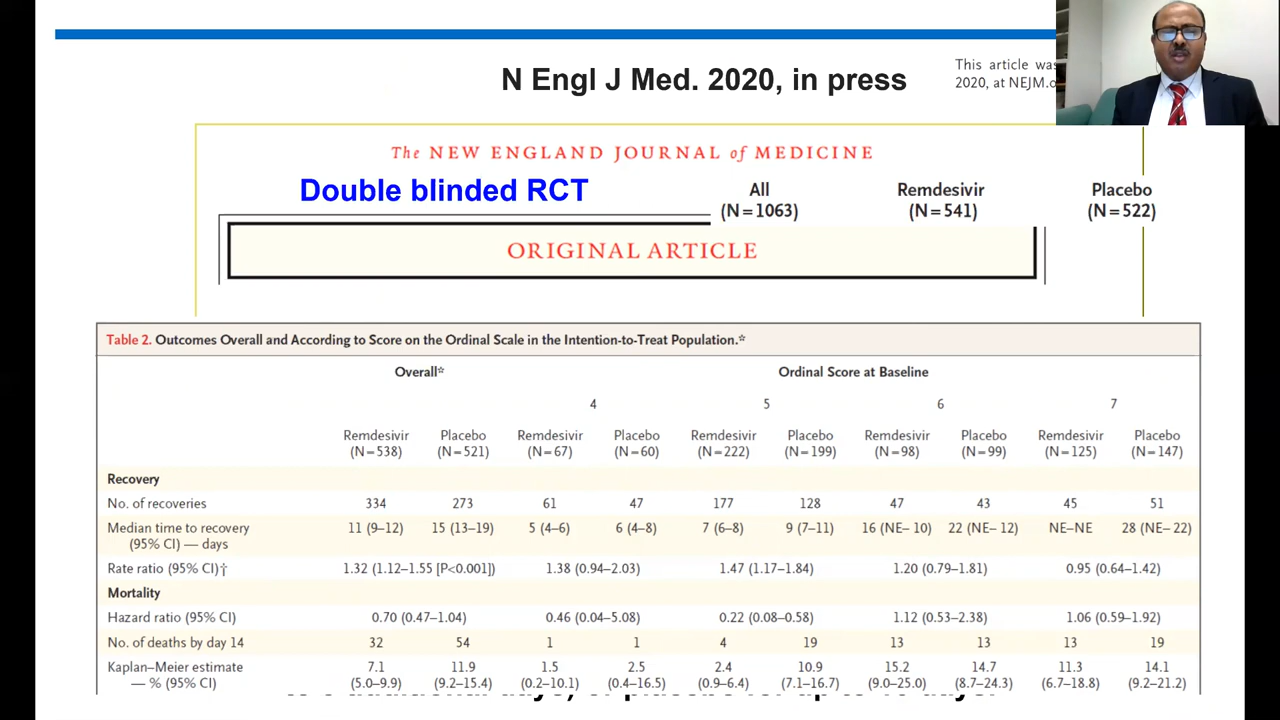 N Engl J Med. 2020, in press
This article was
2020, at NEJM.o
The NEW ENGLAND JOURNAL of MEDICINE
Double blinded RCT
All Remdesivir Placebo
(N=1063) (N=541) (N=522)
ORIGINAL ARTICLE
Table 2. Outcomes Overall and According to Score on the Ordinal Scale in the Intention-to-Treat Population.*
Overall* Ordinal Score at Baseline
4 5 6 7
Remdesivir Placebo Remdesivir Placebo Remdesivir Placebo Remdesivir Placebo Remdesivir Placebo
(N=538) (N=521) (N=67) (N=60) (N=222) (N=199) (N=98) (N=99) (N=125) (N=147)
Recovery
No. of recoveries 334 273 61 47 177 128 47 43 45 51
Median time to recovery 11 (9–12) 15 (13–19) 5 (4–6) 6 (4–8) 7 (6–8) 9 (7–11) 16 (NE– 10) 22 (NE– 12) NE–NE 28 (NE– 22)
(95% CI) — days
Rate ratio (95% CI)† 1.32 (1.12–1.55 [P<0.001]) 1.38 (0.94–2.03) 1.47 (1.17–1.84) 1.20 (0.79–1.81) 0.95 (0.64–1.42)
Mortality
Hazard ratio (95% CI) 0.70 (0.47–1.04) 0.46 (0.04–5.08) 0.22 (0.08–0.58) 1.12 (0.53–2.38) 1.06 (0.59–1.92)
No. of deaths by day 14 32 54 1 1 4 19 13 13 13 19
Kaplan–Meier estimate 7.1 11.9 1.5 2.5 2.4 10.9 15.2 14.7 11.3 14.1
— % (95% CI) (5.0–9.9) (9.2–15.4) (0.2–10.1) (0.4–16.5) (0.9–6.4) (7.1–16.7) (9.0–25.0) (8.7–24.3) (6.7–18.8) (9.2–21.2)